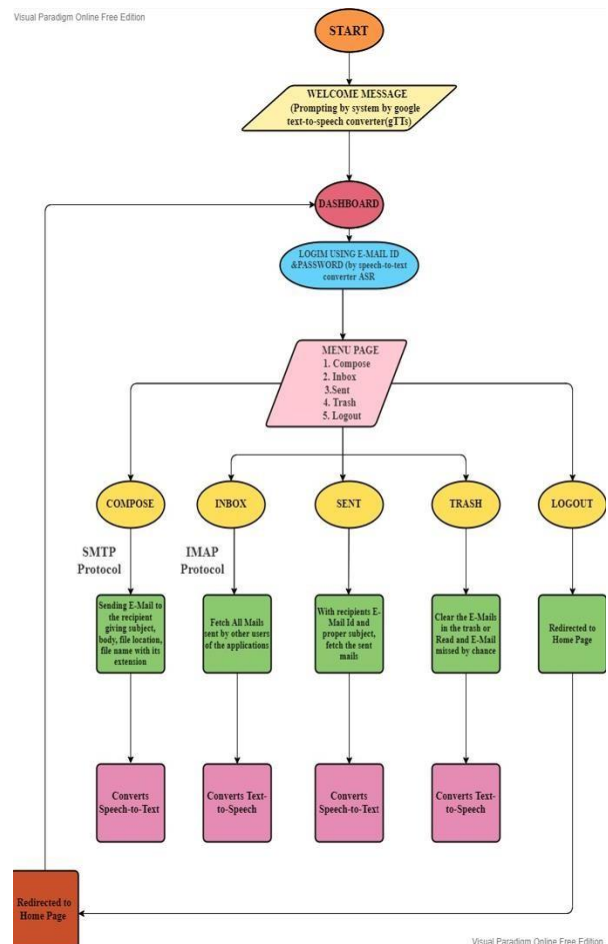 Visual Paradigm Online Free Edition
START
WELCOME MESSAGE
(Prompting by system by google
text-to-speech converter(gTTs)
DASHBOARD
LOGIM USING E-MAIL ID
&PASSWORD (by speech-to-text
converter ASR
MENU PAGE
1. Compose
2. Inbox
3.Sent
4. Trash
5. Logout
COMPOSE
INBOX
SENT
TRASH
LOGOUT
SMTP
Protocol
IMAP
Protocol
Sending E-Mail to
the recipient
giving subject,
body, file location,
file name with its
extension
Fetch All Mails
sent by other users
of the applications
With recipients E-
Mail Id and
proper subject,
fetch the sent
mails
Clear the E-Mails
in the trash or
Read and E-Mail
missed by chance
Redirected to
Home Page
Converts
Speech-to-Text
Converts Text-
to-Speech
Converts
Speech-to-Text
Converts Text-
to-Speech
Redirected to
Home Page
Visual Paradigm Online Free Edition